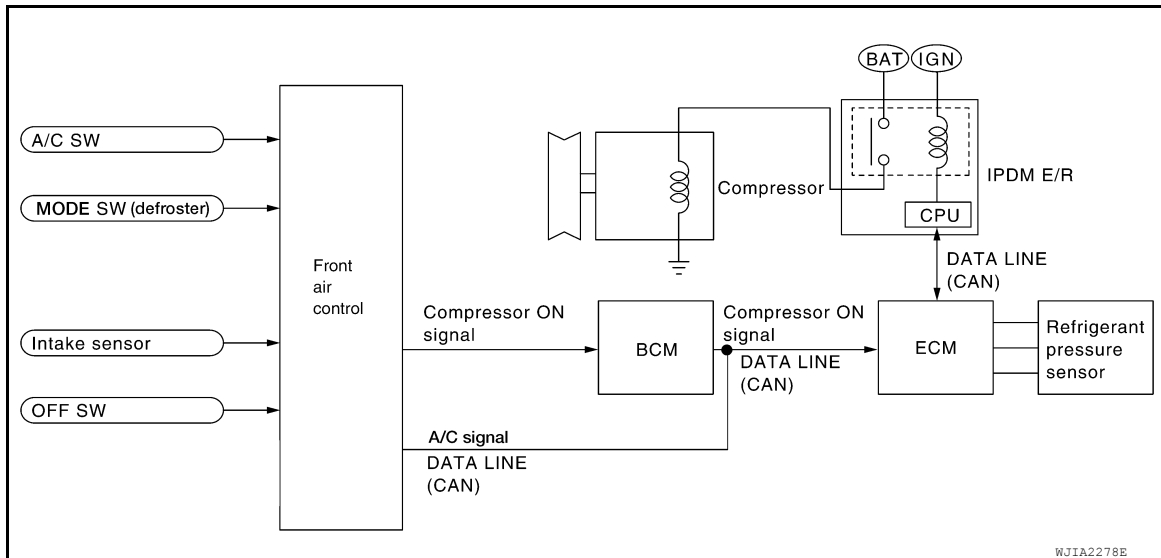 BAT
IGN
A/C SW
MODE SW (defroster)
Intake sensor
OFF SW
Front
air
control
Compressor
IPDM E/R
CPU
DATA LINE
(CAN)
Compressor ON
signal
BCM
Compressor ON
signal
DATA LINE
(CAN)
ECM
Refrigerant
pressure
sensor
A/C signal
DATA LINE
(CAN)
WJIA2278E